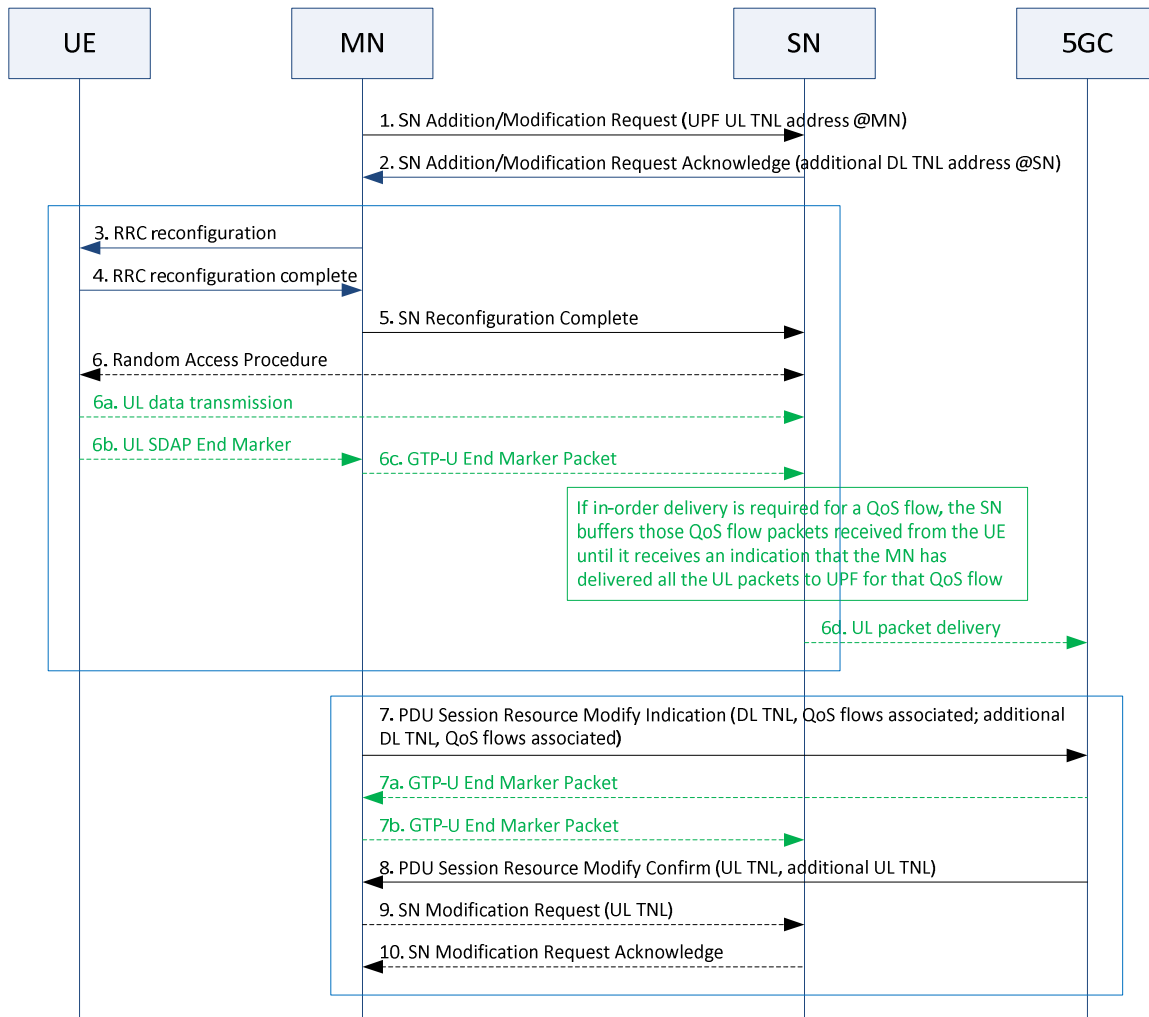 UE
MN
SN
5GC
1. SN Addition/Modification Request (UPF UL TNL address @MN)
2. SN Addition/Modification Request Acknowledge (additional DL TNL address @SN)
3. RRC reconfiguration
4. RRC reconfiguration complete
5. SN Reconfiguration Complete
6. Random Access Procedure
6a. UL data transmission
6b. UL SDAP End Marker
6c. GTP-U End Marker Packet
If in-order delivery is required for a QoS flow, the SN
buffers those QoS flow packets received from the UE
until it receives an indication that the MN has
delivered all the UL packets to UPF for that QoS flow
6d. UL packet delivery
7. PDU Session Resource Modify Indication (DL TNL, QoS flows associated; additional
DL TNL, QoS flows associated)
7a. GTP-U End Marker Packet
7b. GTP-U End Marker Packet
8. PDU Session Resource Modify Confirm (UL TNL, additional UL TNL)
9. SN Modification Request (UL TNL)
10. SN Modification Request Acknowledge